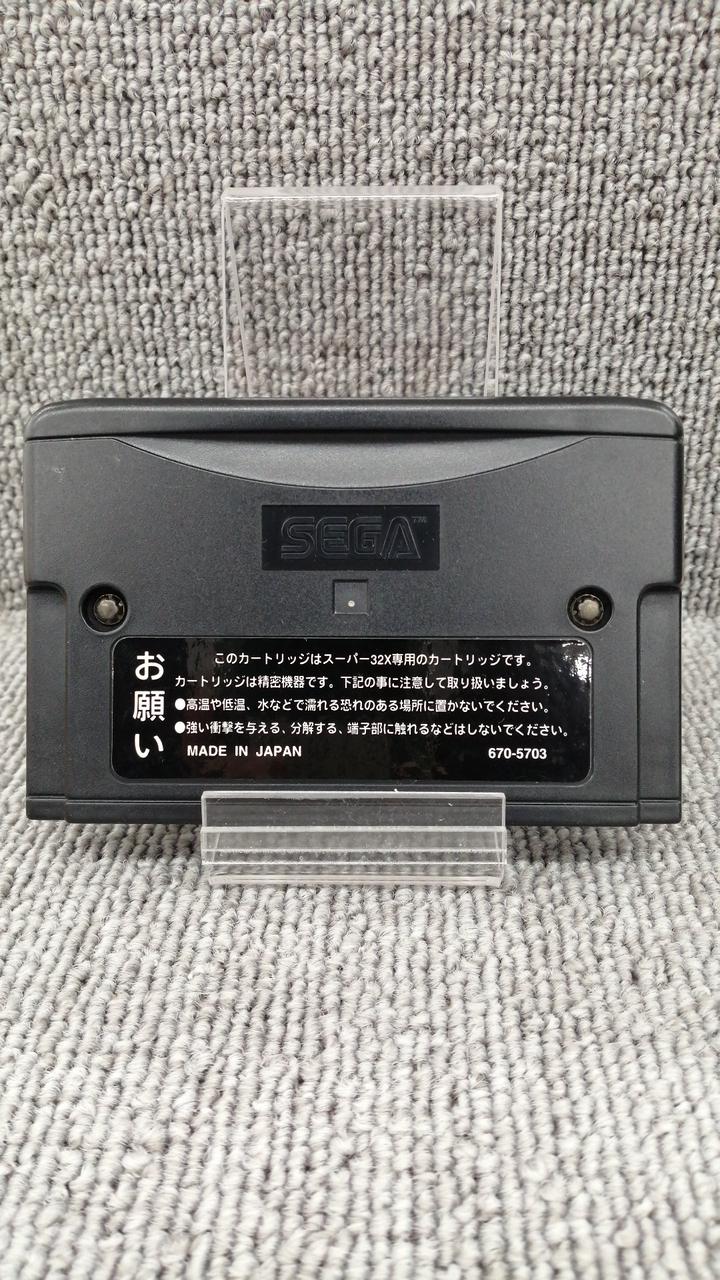 SEGA™
お願い
このカートリッジはスーパー32X専用のカートリッジです。
カートリッジは精密機器です。下記の事に注意して取り扱いましょう。
●高温や低温、水などで濡れる恐れのある場所に置かないでください。
●強い衝撃を与える、分解する、端子部に触れるなどはしないでください。
MADE IN JAPAN 670-5703